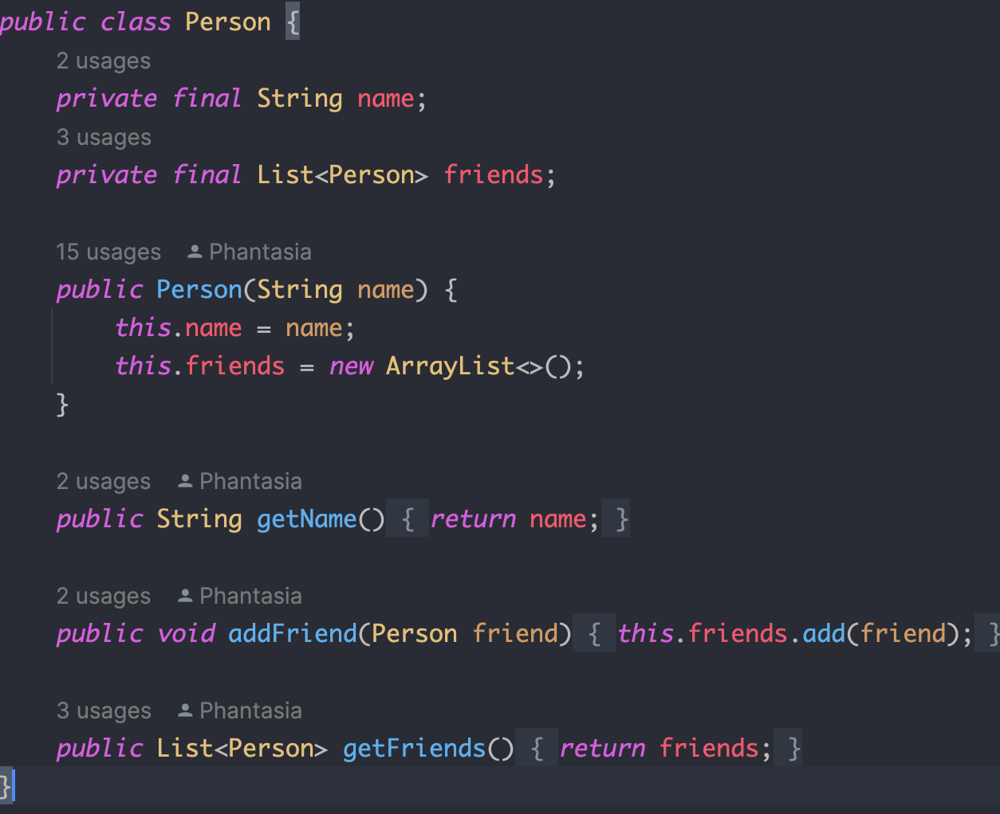 public class Person {
2 usages
private final String name;
3 usages
private final List<Person> friends;
15 usages Phantasia
public Person(String name) {
this.name = name;
this.friends = new ArrayList<>();
}
2 usages Phantasia
public String getName() { return name; }
2 usages Phantasia
public void addFriend(Person friend) { this.friends.add(friend); }
3 usages Phantasia
public List<Person> getFriends() { return friends; }
}